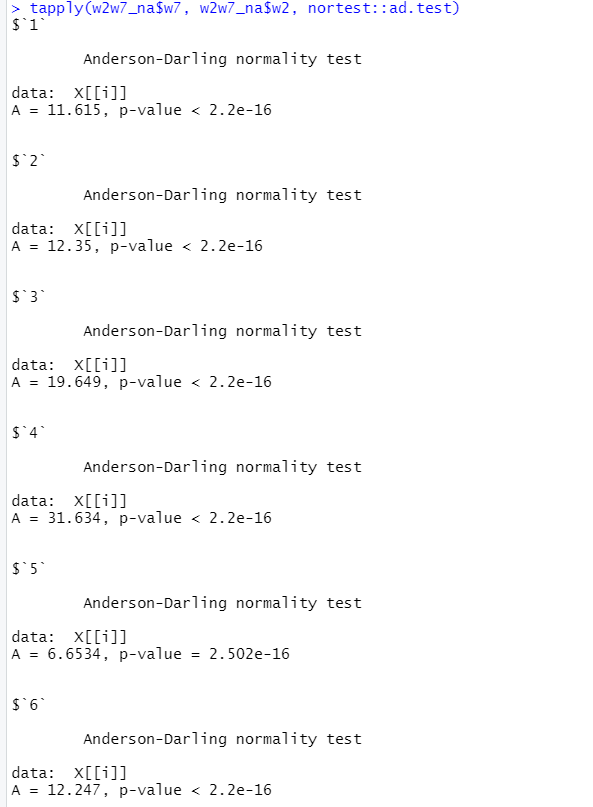 > tapply(w2w7_na$w7, w2w7_na$w2, nortest::ad.test)
$`1`
Anderson-Darling normality test
data:  X[[i]]
A = 11.615, p-value < 2.2e-16
$`2`
Anderson-Darling normality test
data:  X[[i]]
A = 12.35, p-value < 2.2e-16
$`3`
Anderson-Darling normality test
data:  X[[i]]
A = 19.649, p-value < 2.2e-16
$`4`
Anderson-Darling normality test
data:  X[[i]]
A = 31.634, p-value < 2.2e-16
$`5`
Anderson-Darling normality test
data:  X[[i]]
A = 6.6534, p-value = 2.502e-16
$`6`
Anderson-Darling normality test
data:  X[[i]]
A = 12.247, p-value < 2.2e-16